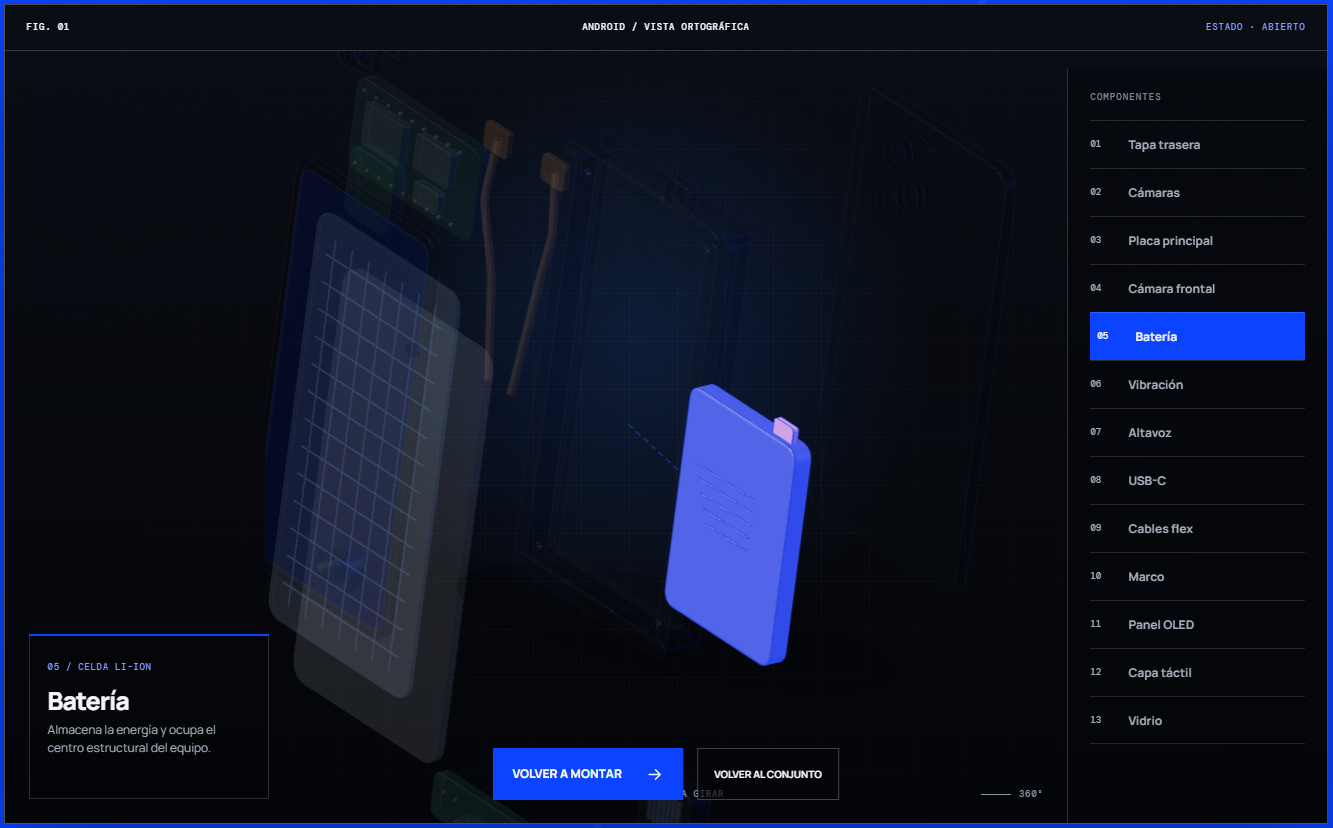 FIG. 01
ANDROID / VISTA ORTOGRÁFICA
ESTADO · ABIERTO
COMPONENTES
01 Tapa trasera
02 Cámaras
03 Placa principal
04 Cámara frontal
05 Batería
06 Vibración
07 Altavoz
08 USB-C
09 Cables flex
10 Marco
11 Panel OLED
12 Capa táctil
13 Vidrio
05 / CELDA LI-ION
Batería
Almacena la energía y ocupa el
centro estructural del equipo.
VOLVER A MONTAR →
VOLVER AL CONJUNTO
A GIRAR
360°